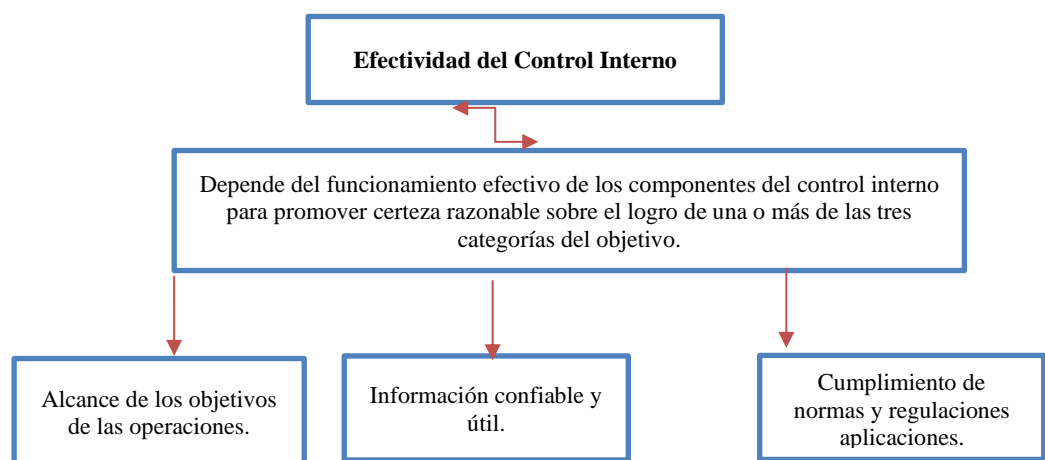 Efectividad del Control Interno
Depende del funcionamiento efectivo de los componentes del control interno
para promover certeza razonable sobre el logro de una o más de las tres
categorías del objetivo.
Alcance de los objetivos
de las operaciones.
Información confiable y
útil.
Cumplimiento de
normas y regulaciones
aplicaciones.